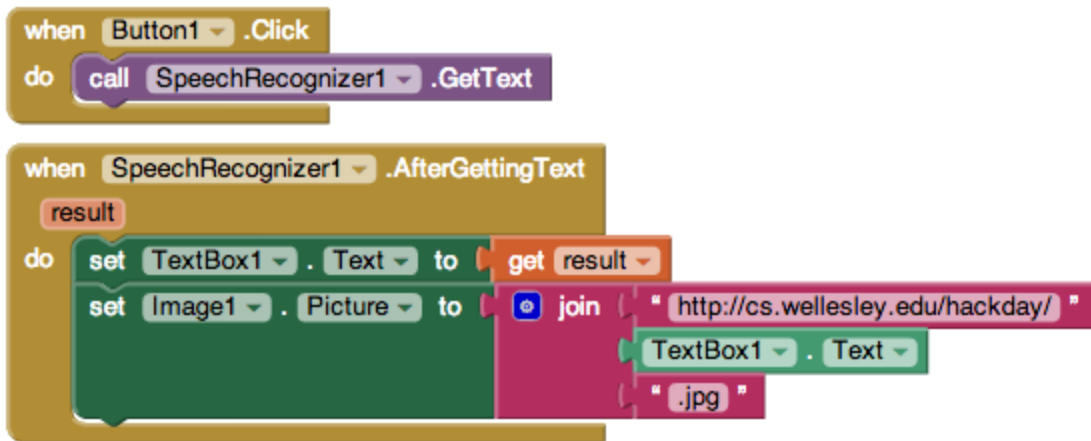 when Button1 .Click
do call SpeechRecognizer1 .GetText
when SpeechRecognizer1 .AfterGettingText
result
do set TextBox1 . Text to get result
set Image1 . Picture to join " http://cs.wellesley.edu/hackday/ "
TextBox1 . Text
" .jpg "